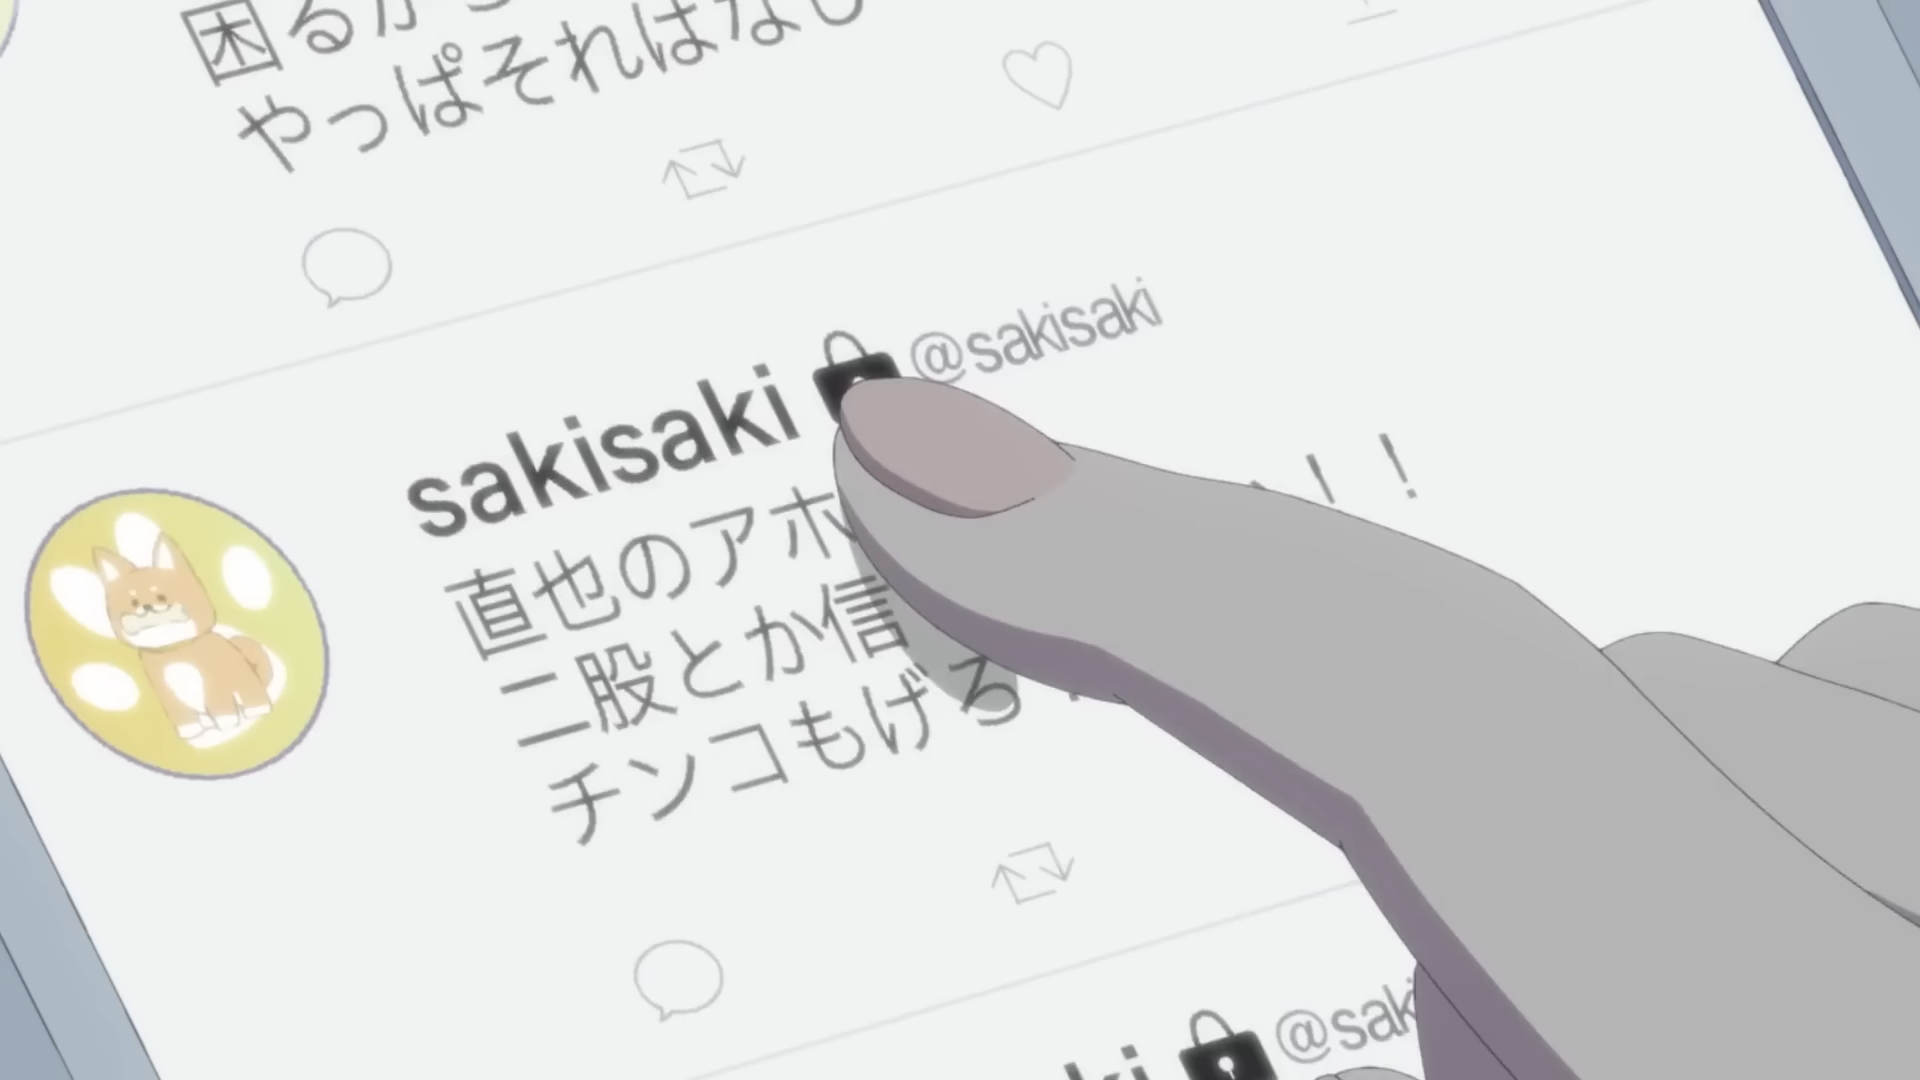 困る
やっぱそれはなし
sakisaki @sakisaki
直也のアホ！！
二股とか信
チンコもげろ
ki @sak